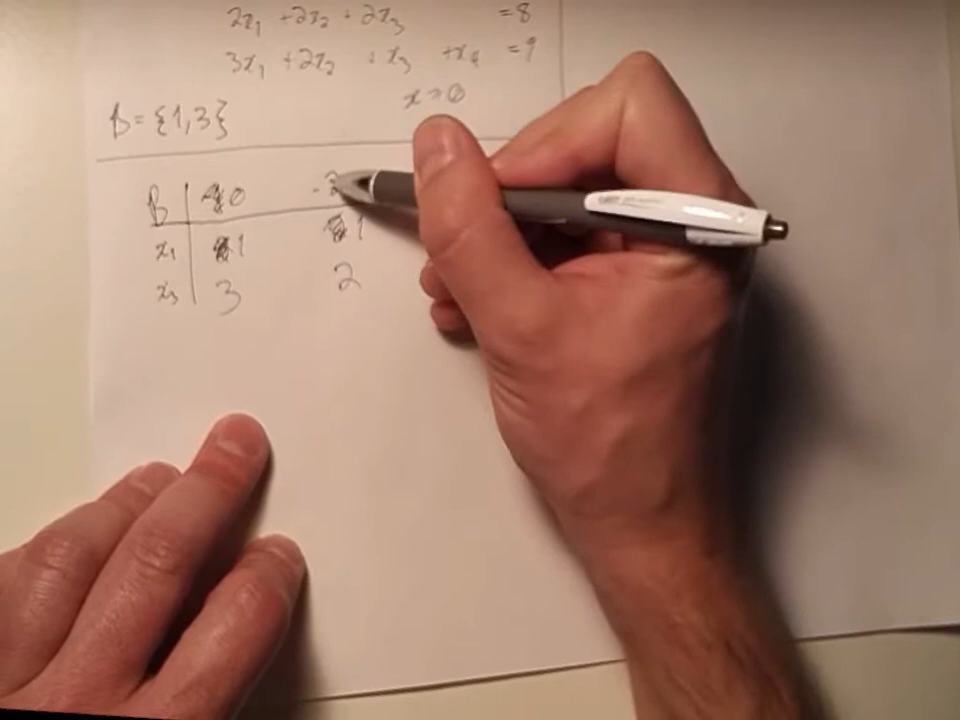 2x₁ +2x₂ + 2x₃ =8
3x₁ +2x₂ + x₃ +x₄ =9
B = {1,3} x ≥ 0
B 0
x₁ 1 1
x₃ 3 2